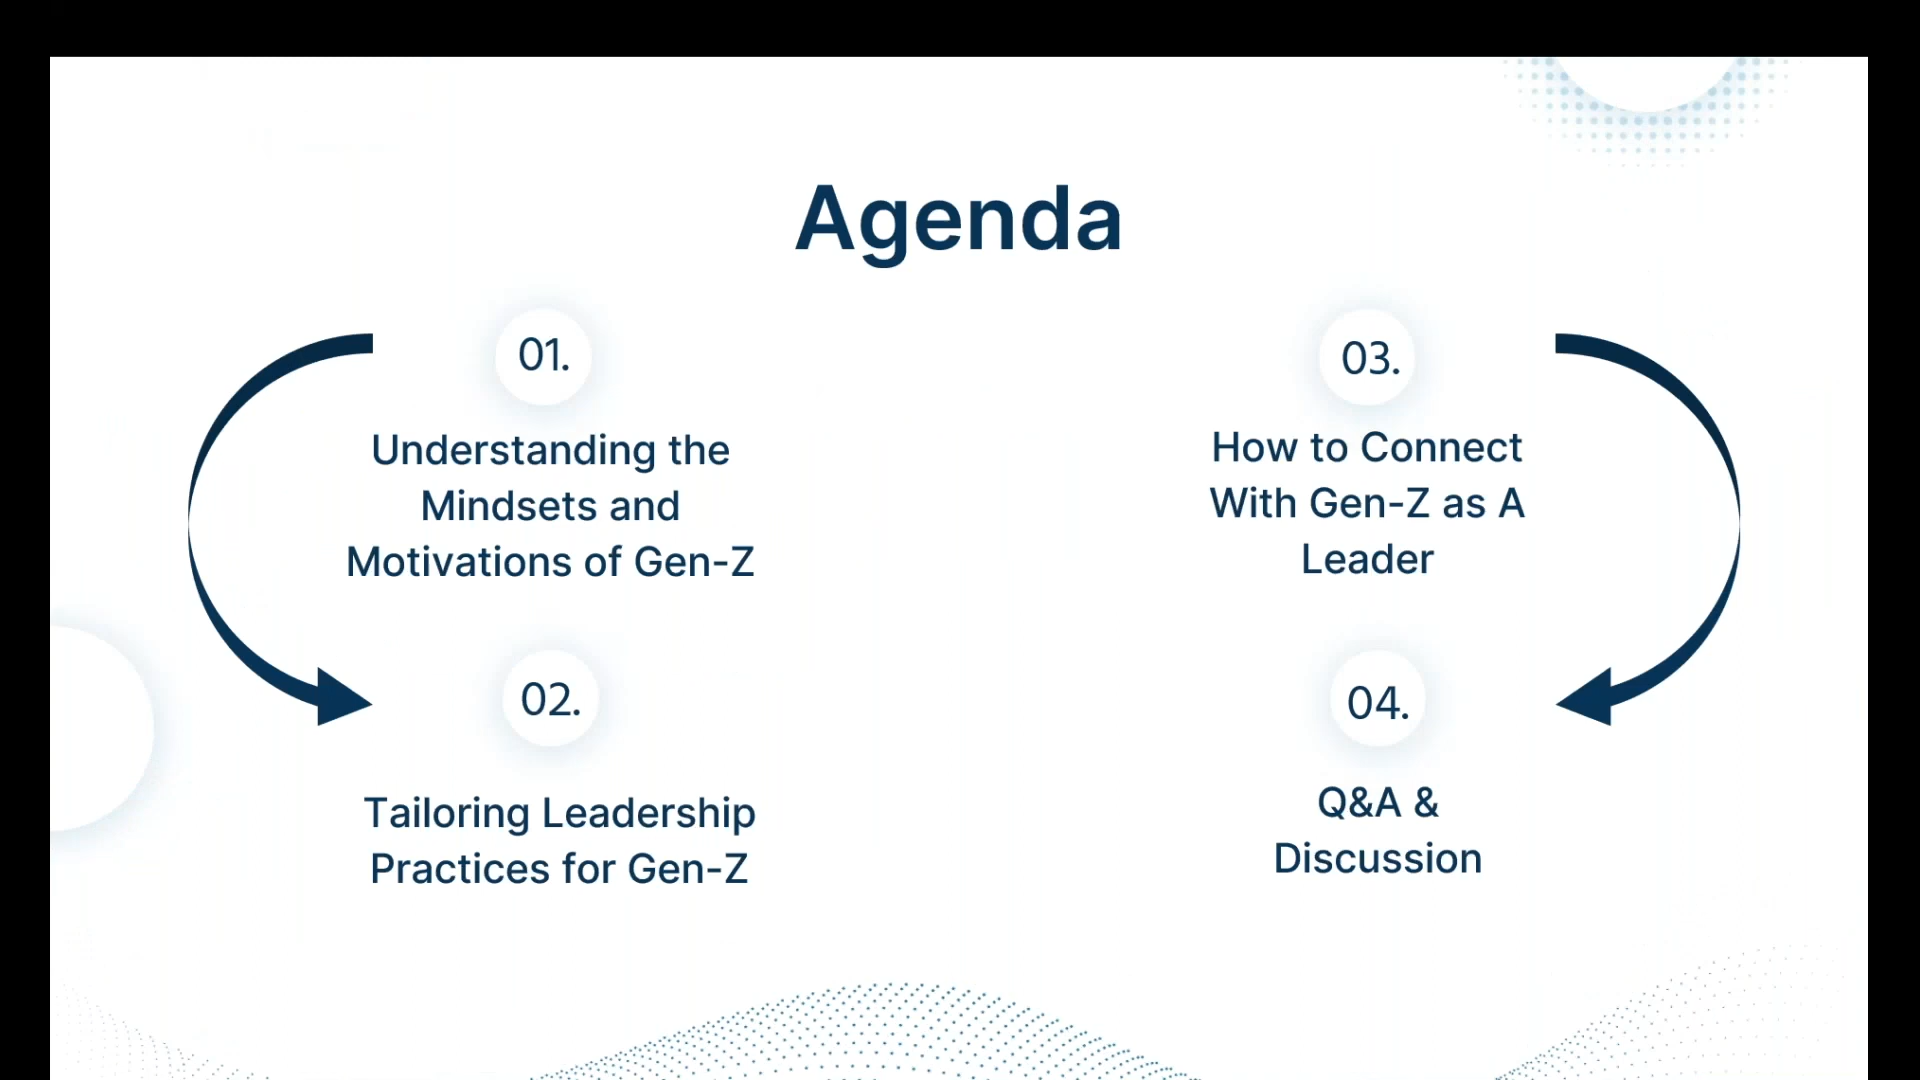 Agenda
01.
Understanding the
Mindsets and
Motivations of Gen-Z
02.
Tailoring Leadership
Practices for Gen-Z
03.
How to Connect
With Gen-Z as A
Leader
04.
Q&A &
Discussion